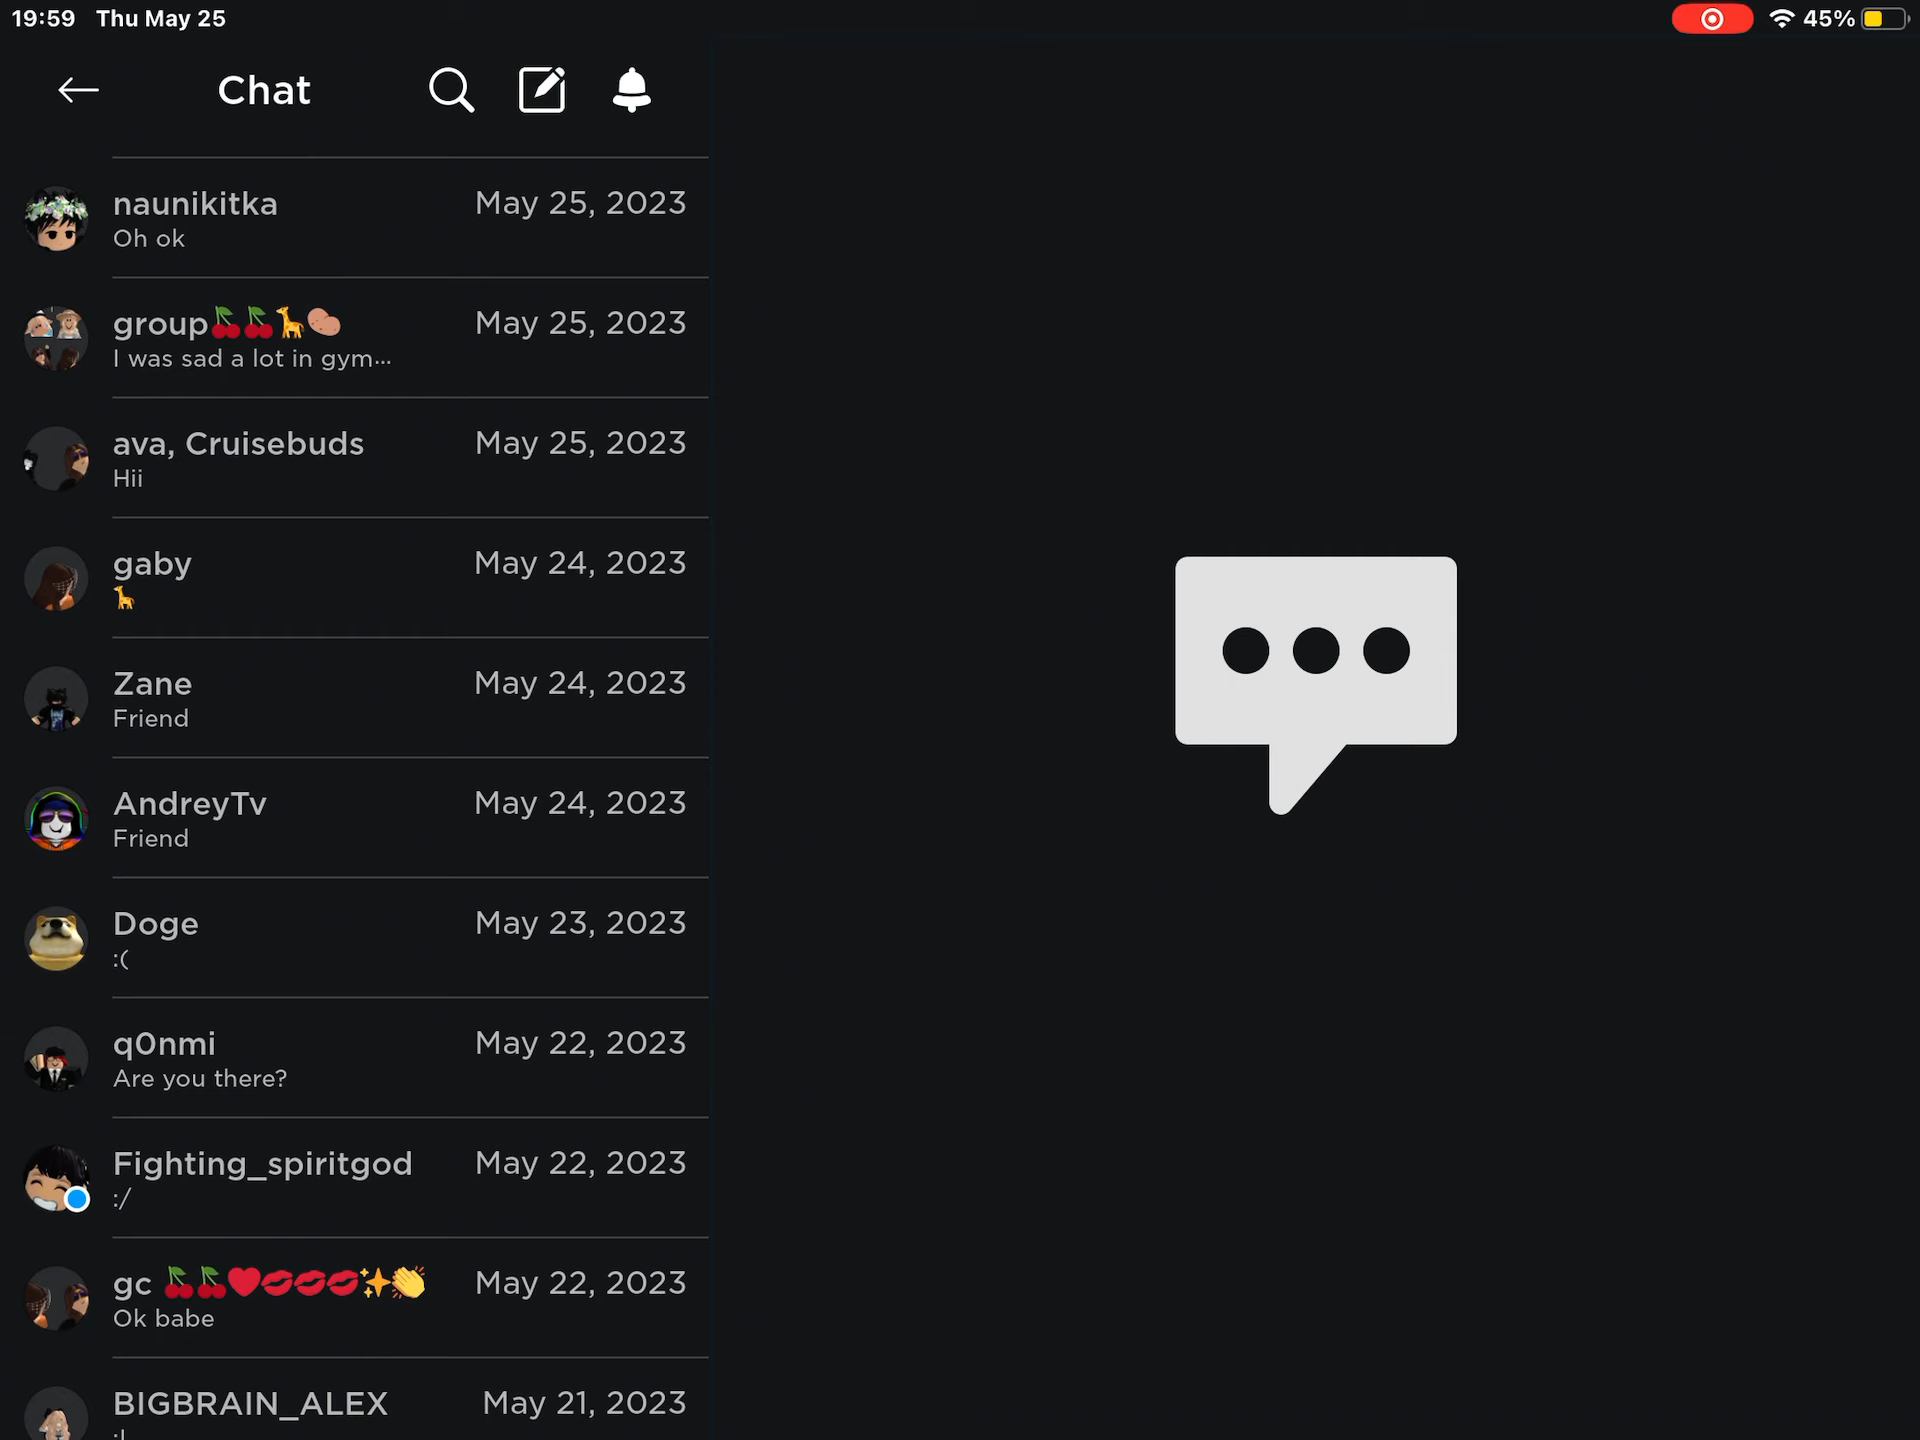 19:59 Thu May 25 45%
Chat
naunikitka May 25, 2023
Oh ok
group🍒🍒🦒🥔 May 25, 2023
I was sad a lot in gym...
ava, Cruisebuds May 25, 2023
Hii
gaby May 24, 2023
🦒
Zane May 24, 2023
Friend
AndreyTv May 24, 2023
Friend
Doge May 23, 2023
:(
q0nmi May 22, 2023
Are you there?
Fighting_spiritgod May 22, 2023
:/
gc 🍒🍒❤️💋💋💋✨👏 May 22, 2023
Ok babe
BIGBRAIN_ALEX May 21, 2023